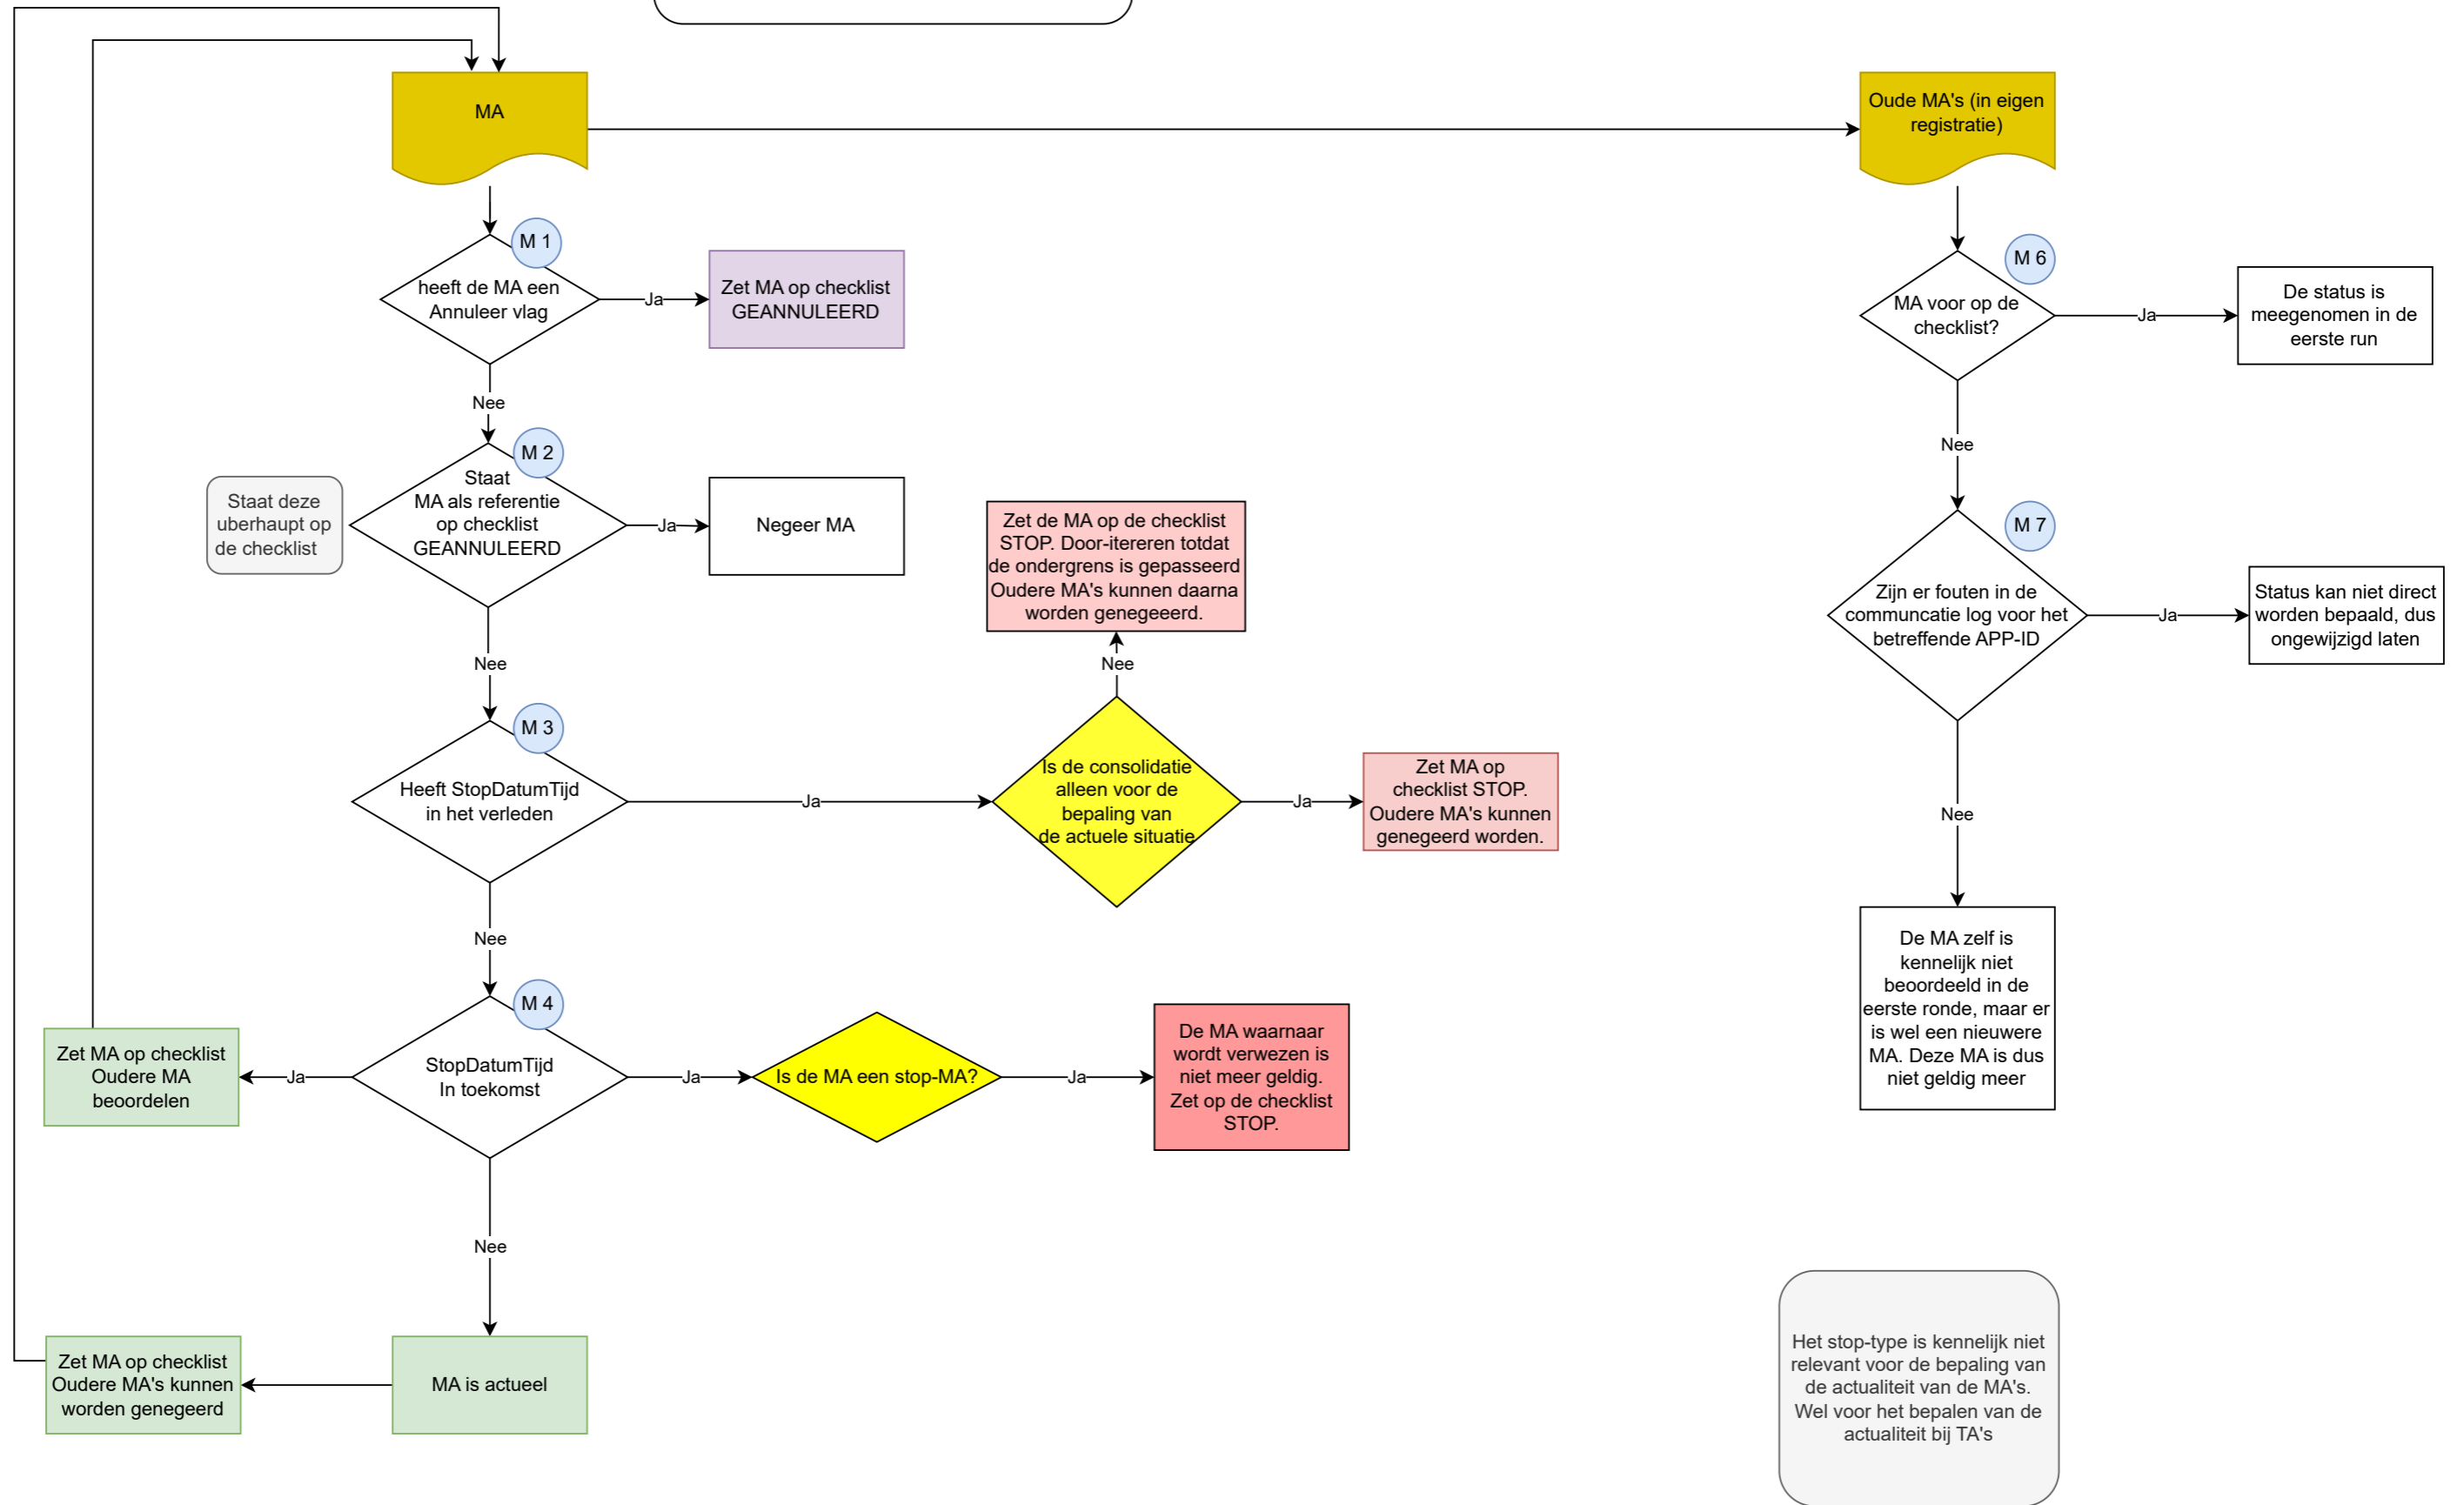 MA
Oude MA's (in eigen
registratie)
M 1
heeft de MA een
Annuleer vlag
Ja
Zet MA op checklist
GEANNULEERD
Nee
M 2
Staat
MA als referentie
op checklist
GEANNULEERD
Staat deze
uberhaupt op
de checklist
Ja
Negeer MA
Nee
M 3
Heeft StopDatumTijd
in het verleden
Ja
Is de consolidatie
alleen voor de
bepaling van
de actuele situatie
Nee
Zet de MA op de checklist
STOP. Door-itereren totdat
de ondergrens is gepasseerd
Oudere MA's kunnen daarna
worden genegeeerd.
Ja
Zet MA op
checklist STOP.
Oudere MA's kunnen
genegeerd worden.
Nee
M 4
StopDatumTijd
In toekomst
Ja
Zet MA op checklist
Oudere MA
beoordelen
Ja
Is de MA een stop-MA?
Ja
De MA waarnaar
wordt verwezen is
niet meer geldig.
Zet op de checklist
STOP.
Nee
MA is actueel
Zet MA op checklist
Oudere MA's kunnen
worden genegeerd
M 6
MA voor op de
checklist?
Ja
De status is
meegenomen in de
eerste run
Nee
M 7
Zijn er fouten in de
communcatie log voor het
betreffende APP-ID
Ja
Status kan niet direct
worden bepaald, dus
ongewijzigd laten
Nee
De MA zelf is
kennelijk niet
beoordeeld in de
eerste ronde, maar er
is wel een nieuwere
MA. Deze MA is dus
niet geldig meer
Het stop-type is kennelijk niet
relevant voor de bepaling van
de actualiteit van de MA's.
Wel voor het bepalen van de
actualiteit bij TA's